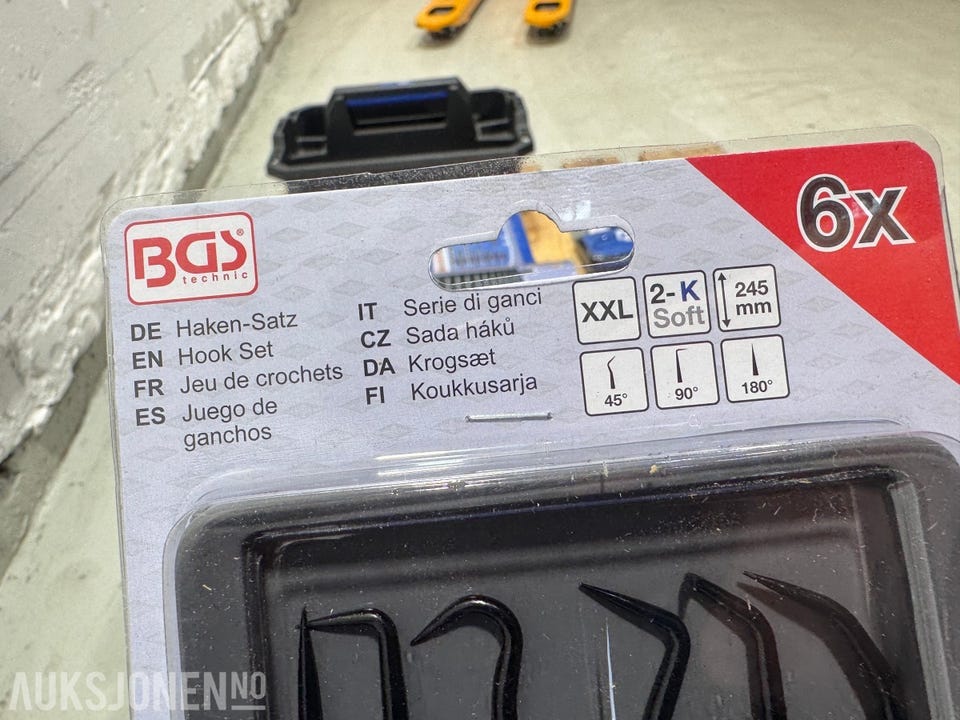 BGS®
technic
6x
DE Haken-Satz
EN Hook Set
FR Jeu de crochets
ES Juego de
ganchos
IT Serie di ganci
CZ Sada háků
DA Krogsæt
FI Koukkusarja
XXL
2-K
Soft
245
mm
45°
90°
180°
AUKSJONEN NO